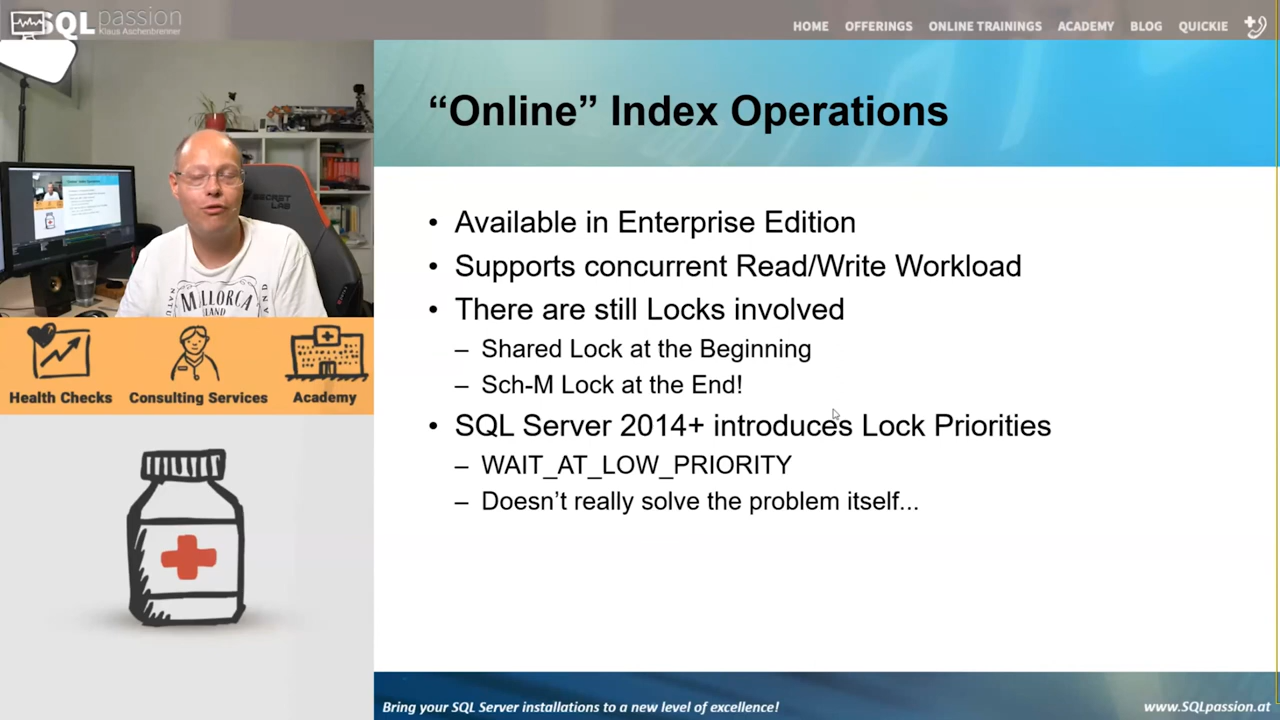 SQL passion
Klaus Aschenbrenner
HOME OFFERINGS ONLINE TRAININGS ACADEMY BLOG QUICKIE
“Online” Index Operations
• Available in Enterprise Edition
• Supports concurrent Read/Write Workload
• There are still Locks involved
– Shared Lock at the Beginning
– Sch-M Lock at the End!
• SQL Server 2014+ introduces Lock Priorities
– WAIT_AT_LOW_PRIORITY
– Doesn’t really solve the problem itself...
SECRET
LAB
MALLORCA
Health Checks Consulting Services Academy
Bring your SQL Server installations to a new level of excellence!
www.SQLpassion.at